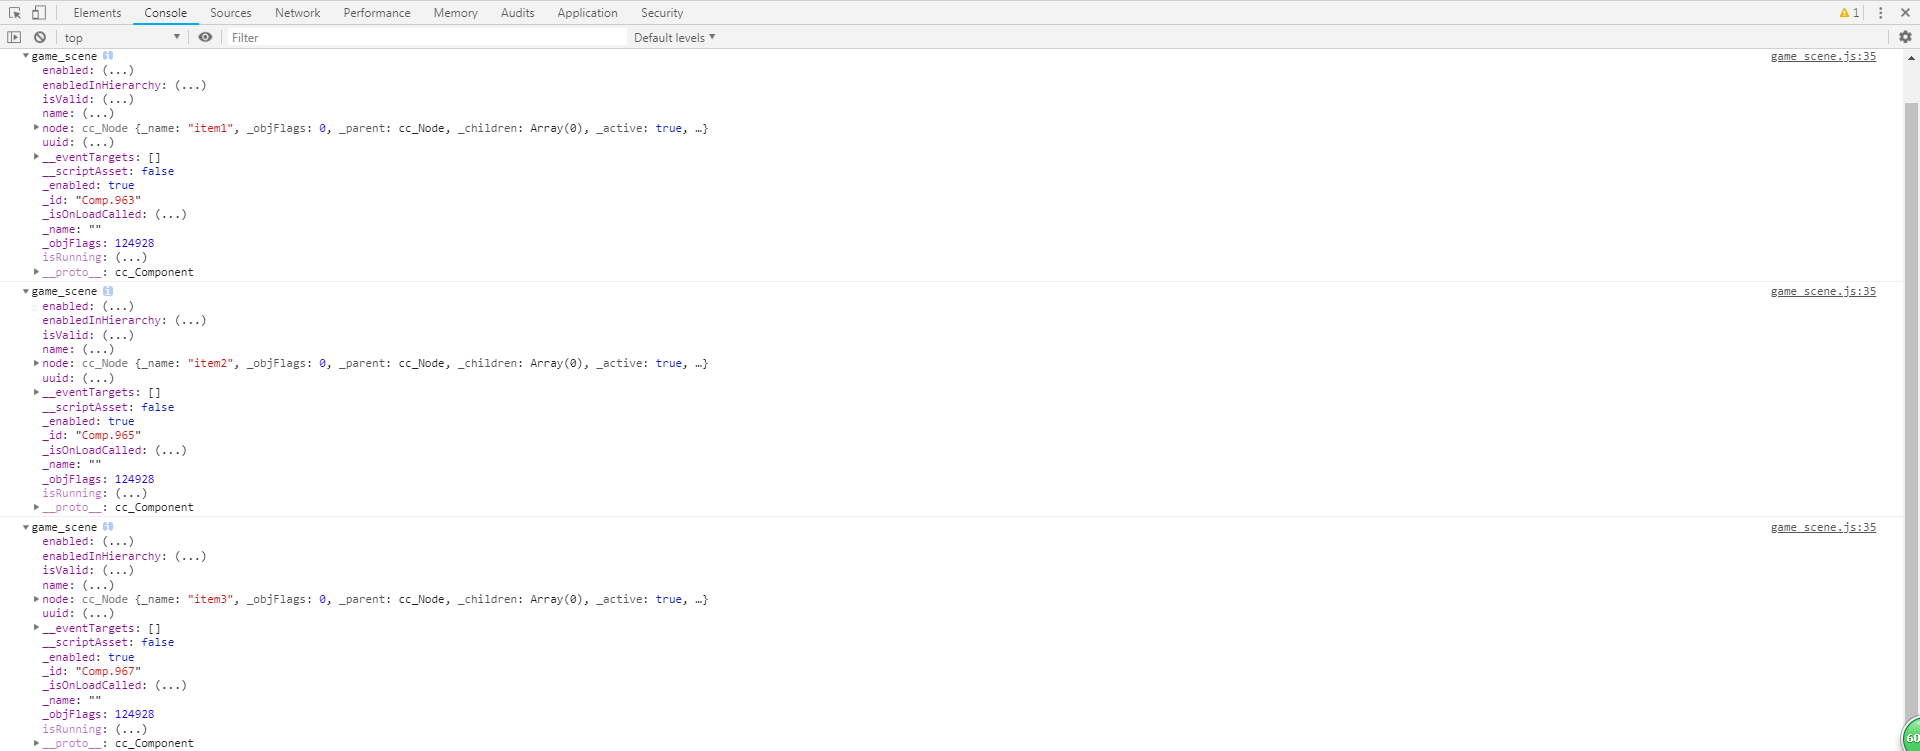 Elements Console Sources Network Performance Memory Audits Application Security 1
top Filter Default levels
game_scene game_scene.js:35
enabled: (...)
enabledInHierarchy: (...)
isValid: (...)
name: (...)
node: cc_Node {_name: "item1", _objFlags: 0, _parent: cc_Node, _children: Array(0), _active: true, …}
uuid: (...)
__eventTargets: []
__scriptAsset: false
_enabled: true
_id: "Comp.963"
_isOnLoadCalled: (...)
_name: ""
_objFlags: 124928
isRunning: (...)
__proto__: cc_Component
game_scene game_scene.js:35
enabled: (...)
enabledInHierarchy: (...)
isValid: (...)
name: (...)
node: cc_Node {_name: "item2", _objFlags: 0, _parent: cc_Node, _children: Array(0), _active: true, …}
uuid: (...)
__eventTargets: []
__scriptAsset: false
_enabled: true
_id: "Comp.965"
_isOnLoadCalled: (...)
_name: ""
_objFlags: 124928
isRunning: (...)
__proto__: cc_Component
game_scene game_scene.js:35
enabled: (...)
enabledInHierarchy: (...)
isValid: (...)
name: (...)
node: cc_Node {_name: "item3", _objFlags: 0, _parent: cc_Node, _children: Array(0), _active: true, …}
uuid: (...)
__eventTargets: []
__scriptAsset: false
_enabled: true
_id: "Comp.967"
_isOnLoadCalled: (...)
_name: ""
_objFlags: 124928
isRunning: (...)
__proto__: cc_Component
60